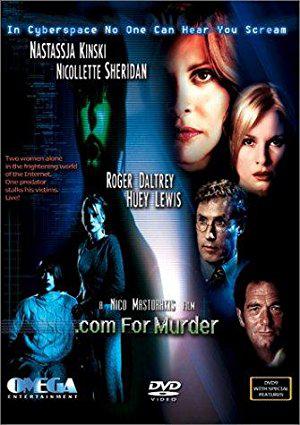 In Cyberspace No One Can Hear You Scream
Nastassja Kinski
Nicollette Sheridan
Two women alone
in the frightening world
of the Internet.
One predator
stalks his victims.
Live!
Roger Daltrey
Huey Lewis
A Nico Mastorakis Film
.com For Murder
OMEGA
ENTERTAINMENT
DVD
VIDEO
DVD9
WITH SPECIAL
FEATURES!